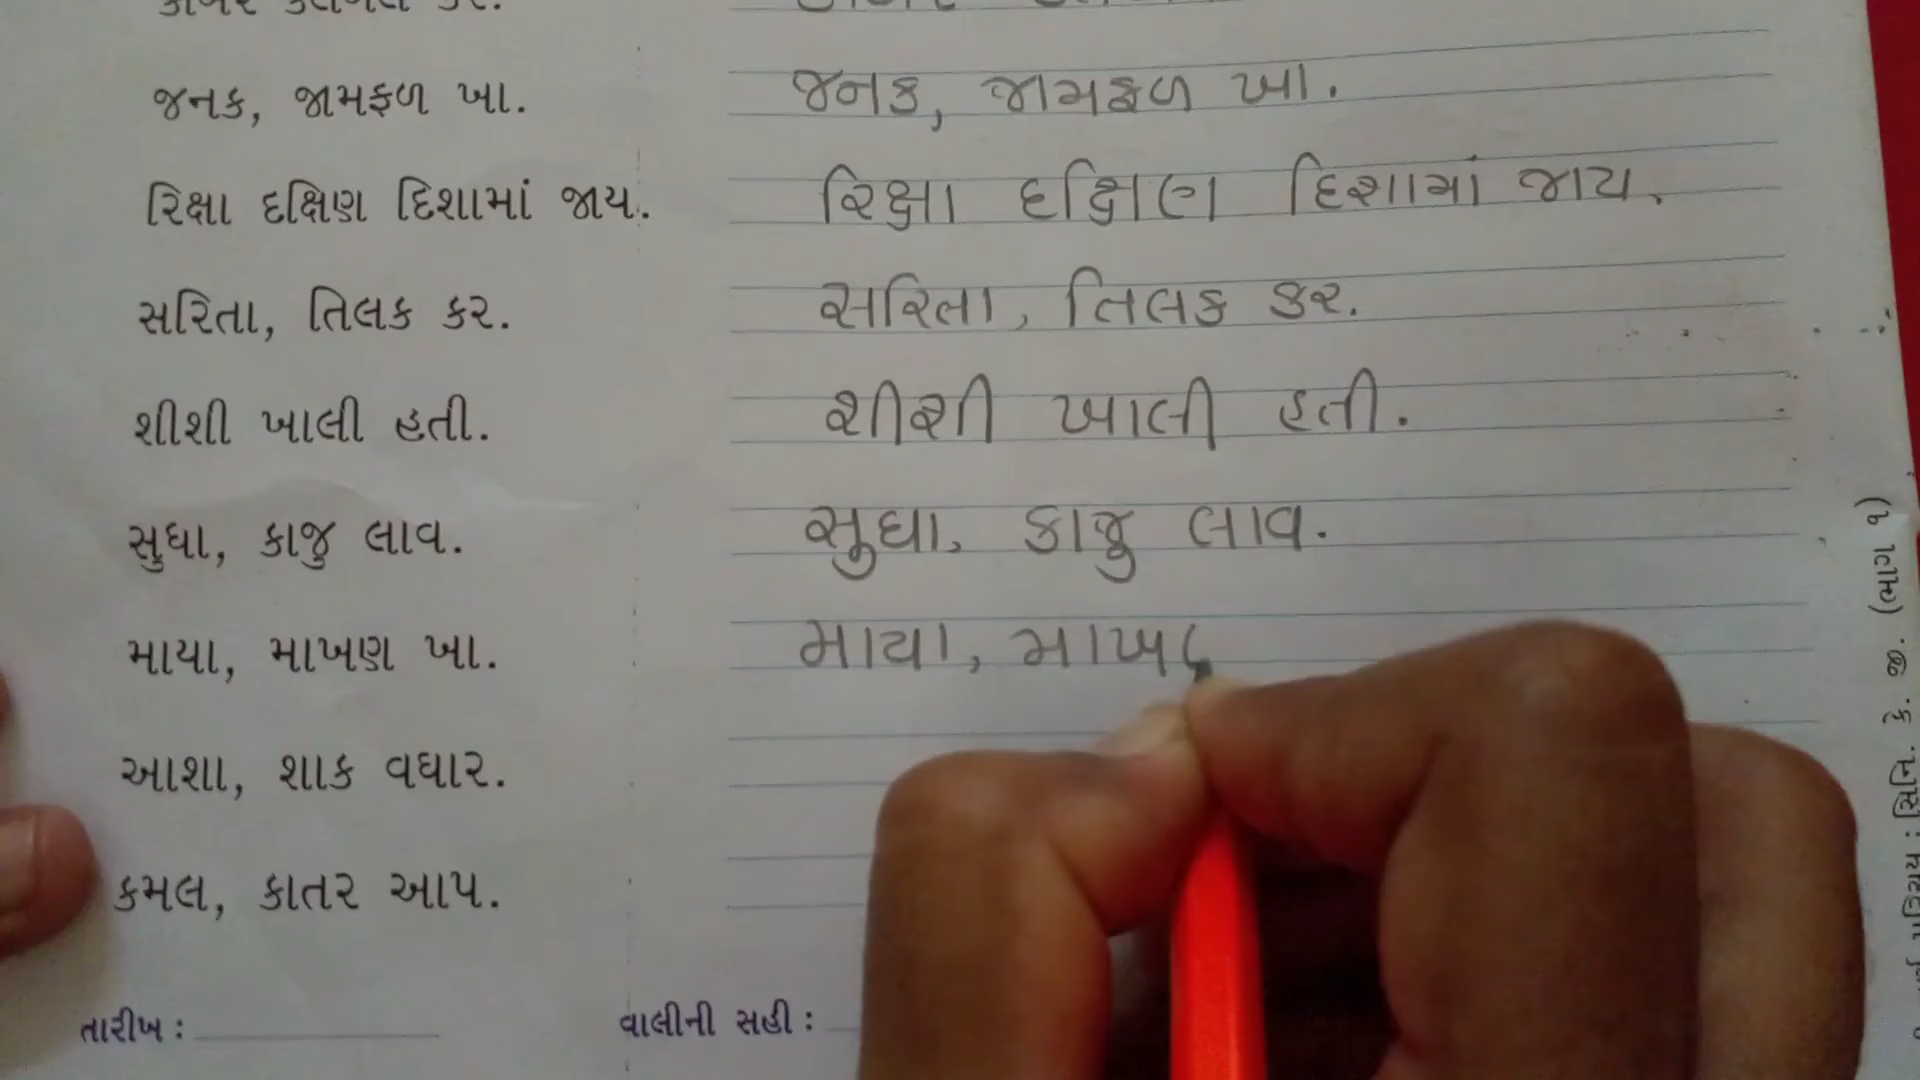 જનક, જામફળ ખા. જનક, જામફળ ખા.
રિક્ષા દક્ષિણ દિશામાં જાય. રિક્ષા દક્ષિણ દિશામાં જાય.
સરિતા, તિલક કર. સરિતા, તિલક કર.
શીશી ખાલી હતી. શીશી ખાલી હતી.
સુધા, કાજુ લાવ. સુધા, કાજુ લાવ.
માયા, માખણ ખા. માયા, માખ
આશા, શાક વઘાર.
કમલ, કાતર આપ.
તારીખ : વાલીની સહી :